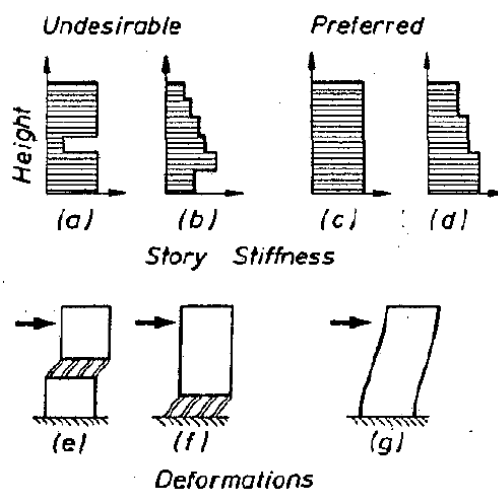 Undesirable Preferred
Height
(a) (b) (c) (d)
Story Stiffness
(e) (f) (g)
Deformations